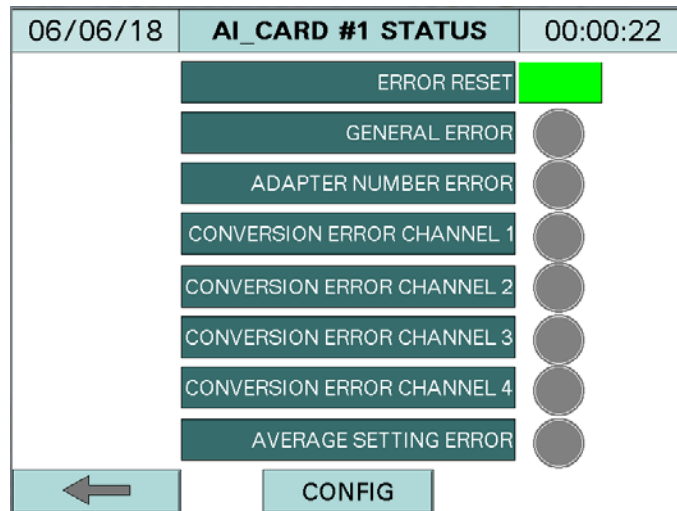 06/06/18 AI_CARD #1 STATUS 00:00:22
ERROR RESET
GENERAL ERROR
ADAPTER NUMBER ERROR
CONVERSION ERROR CHANNEL 1
CONVERSION ERROR CHANNEL 2
CONVERSION ERROR CHANNEL 3
CONVERSION ERROR CHANNEL 4
AVERAGE SETTING ERROR
CONFIG